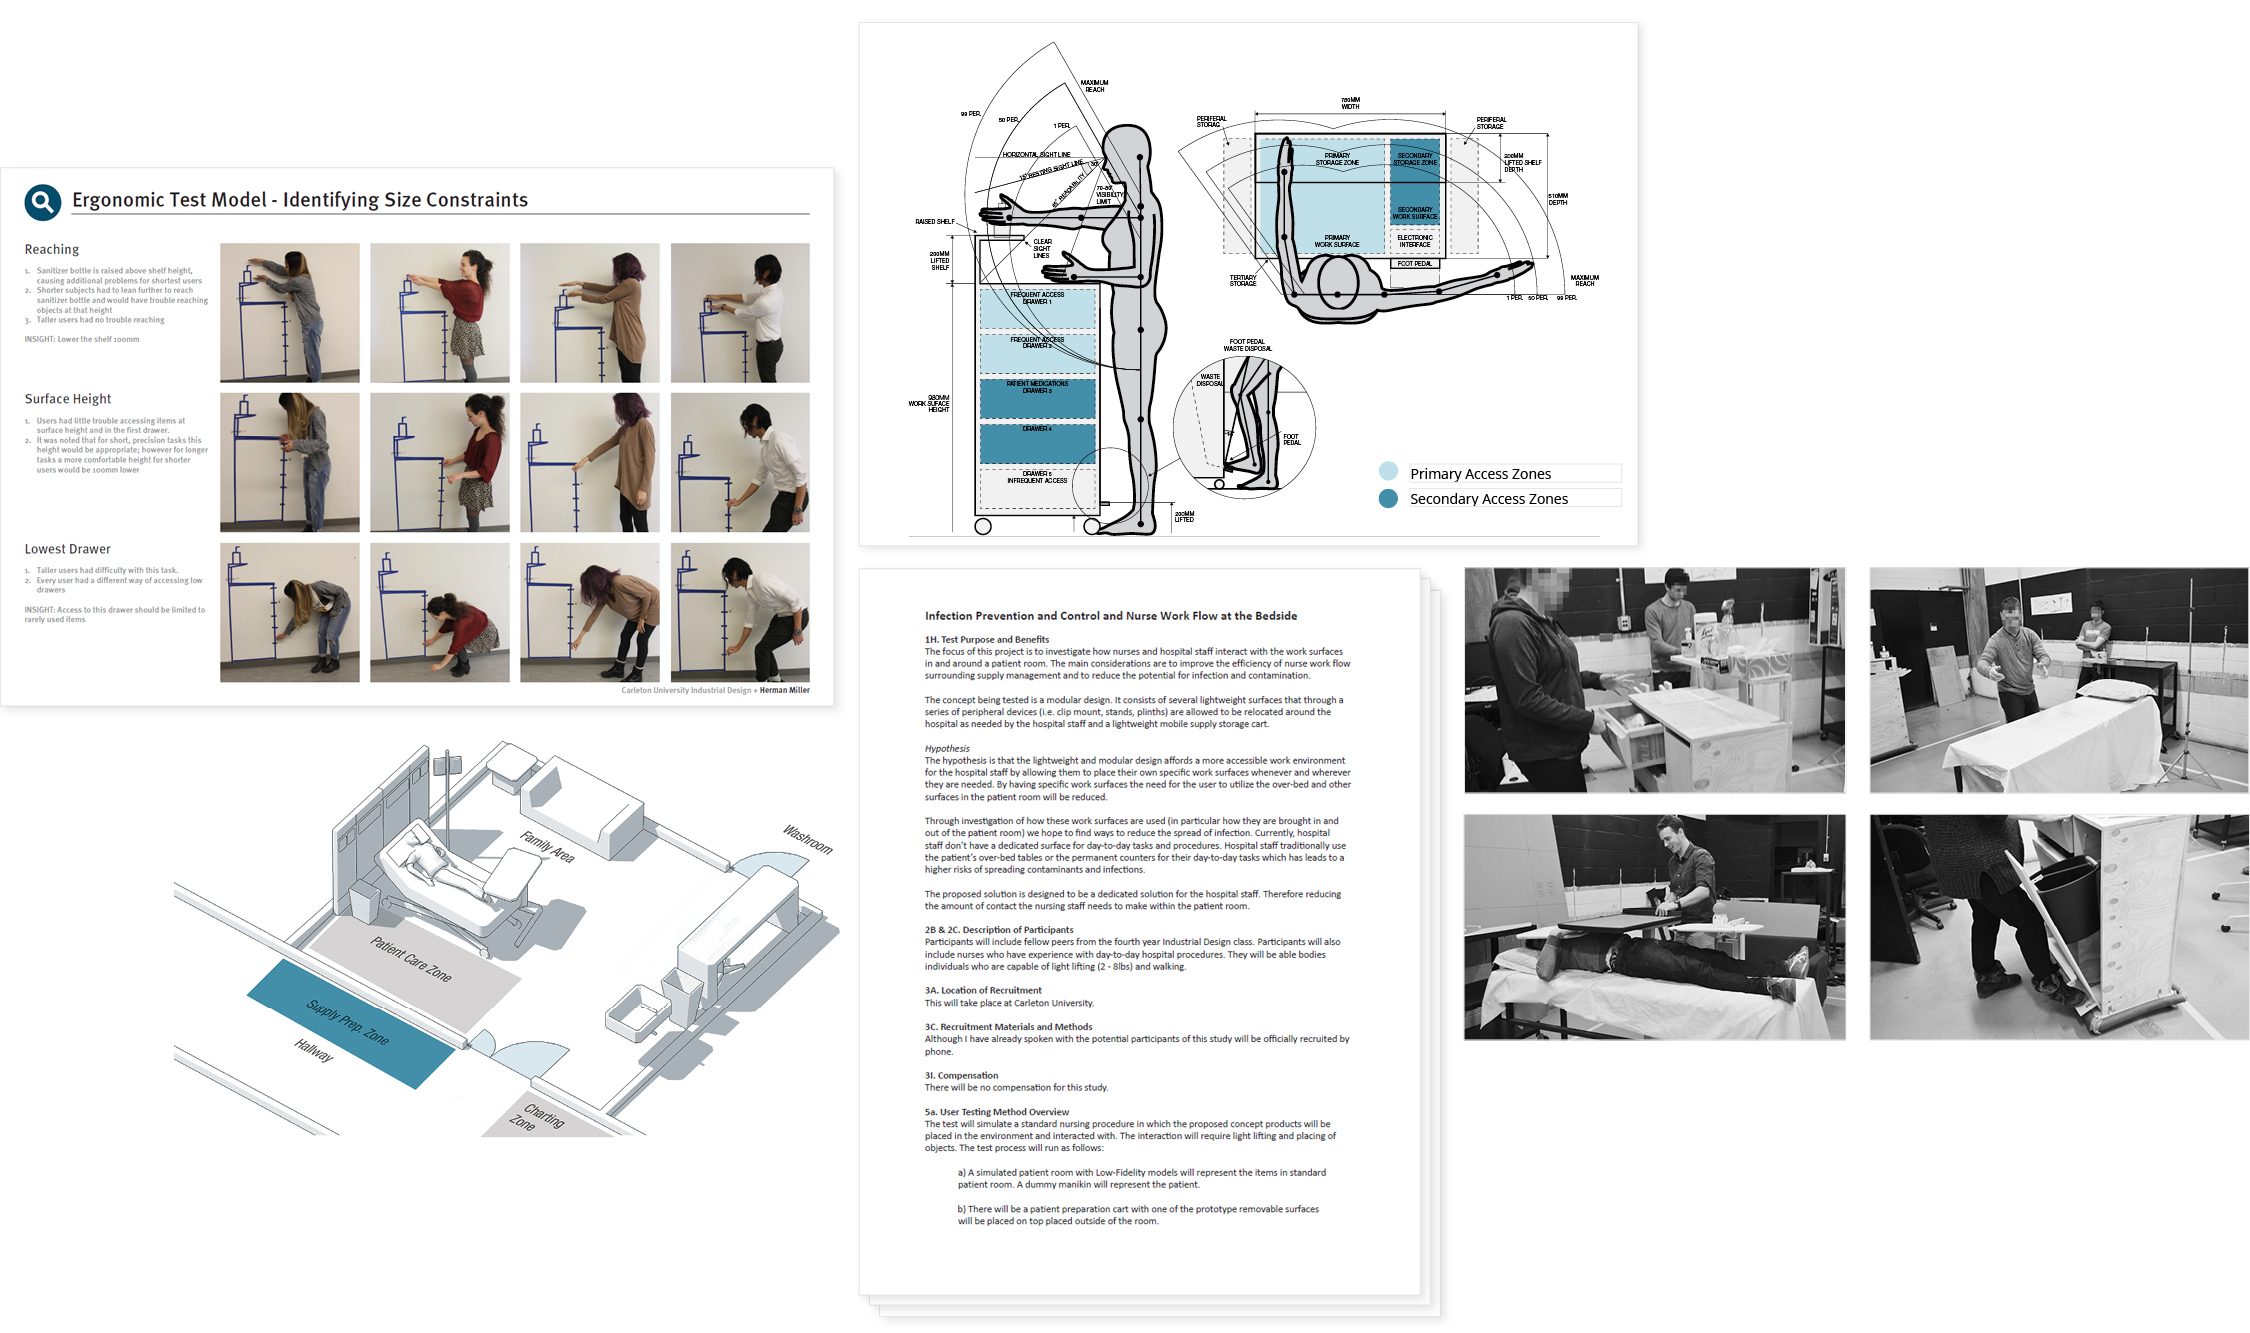 Ergonomic Test Model - Identifying Size Constraints
Reaching
1. Sanitizer bottle is raised above shelf height,
causing additional problems for shortest users
2. Shorter subjects had to lean further to reach
sanitizer bottle and would have trouble reaching
objects at that height
3. Taller users had no trouble reaching
INSIGHT: Lower the shelf 100mm
Surface Height
1. Users had little trouble accessing items at
surface height and in the first drawer.
2. It was noted that for short, precision tasks this
height would be appropriate; however for longer
tasks a more comfortable height for shorter
users would be 100mm lower
Lowest Drawer
1. Taller users had difficulty with this task.
2. Every user had a different way of accessing low
drawers
INSIGHT: Access to this drawer should be limited to
rarely used items
Carleton University Industrial Design + Herman Miller
MAXIMUM
REACH
99 PER.
50 PER.
1 PER.
HORIZONTAL SIGHT LINE
15° RESTING SIGHT LINE
30°
45° READABILITY
70-80°
VISIBILITY
LIMIT
RAISED SHELF
CLEAR
SIGHT
LINES
200MM
LIFTED
SHELF
FREQUENT ACCESS
DRAWER 1
FREQUENT ACCESS
DRAWER 2
PATIENT MEDICATIONS
DRAWER 3
DRAWER 4
DRAWER 5
INFREQUENT ACCESS
WORK SUFACE
HEIGHT
200MM
LIFTED
780MM
WIDTH
PERIFERAL
STORAG
PERIFERAL
STORAGE
PRIMARY
STORAGE ZONE
SECONDARY
STORAGE ZONE
200MM
LIFTED SHELF
DEPTH
510MM
DEPTH
SECONDARY
WORK SURFACE
PRIMARY
WORK SURFACE
ELECTRONIC
INTERFACE
FOOT PEDAL
TERTIARY
STORAGE
MAXIMUM
REACH
1 PER. 50 PER. 99 PER.
FOOT PEDAL
WASTE DISPOSAL
WASTE
DISPOSAL
FOOT
PEDAL
Primary Access Zones
Secondary Access Zones
Family Area
Washroom
Patient Care Zone
Supply Prep. Zone
Hallway
Charting
Zone
Infection Prevention and Control and Nurse Work Flow at the Bedside
1H. Test Purpose and Benefits
The focus of this project is to investigate how nurses and hospital staff interact with the work surfaces
in and around a patient room. The main considerations are to improve the efficiency of nurse work flow
surrounding supply management and to reduce the potential for infection and contamination.
The concept being tested is a modular design. It consists of several lightweight surfaces that through a
series of peripheral devices (i.e. clip mount, stands, plinths) are allowed to be relocated around the
hospital as needed by the hospital staff and a lightweight mobile supply storage cart.
Hypothesis
The hypothesis is that the lightweight and modular design affords a more accessible work environment
for the hospital staff by allowing them to place their own specific work surfaces whenever and wherever
they are needed. By having specific work surfaces the need for the user to utilize the over-bed and other
surfaces in the patient room will be reduced.
Through investigation of how these work surfaces are used (in particular how they are brought in and
out of the patient room) we hope to find ways to reduce the spread of infection. Currently, hospital
staff don't have a dedicated surface for day-to-day tasks and procedures. Hospital staff traditionally use
the patient's over-bed tables or the permanent counters for their day-to-day tasks which has leads to a
higher risks of spreading contaminants and infections.
The proposed solution is designed to be a dedicated solution for the hospital staff. Therefore reducing
the amount of contact the nursing staff needs to make within the patient room.
2B & 2C. Description of Participants
Participants will include fellow peers from the fourth year Industrial Design class. Participants will also
include nurses who have experience with day-to-day hospital procedures. They will be able bodies
individuals who are capable of light lifting (2 - 8lbs) and walking.
3A. Location of Recruitment
This will take place at Carleton University.
3C. Recruitment Materials and Methods
Although I have already spoken with the potential participants of this study will be officially recruited by
phone.
3I. Compensation
There will be no compensation for this study.
5a. User Testing Method Overview
The test will simulate a standard nursing procedure in which the proposed concept products will be
placed in the environment and interacted with. The interaction will require light lifting and placing of
objects. The test process will run as follows:
a) A simulated patient room with Low-Fidelity models will represent the items in standard
patient room. A dummy manikin will represent the patient.
b) There will be a patient preparation cart with one of the prototype removable surfaces
will be placed on top placed outside of the room.